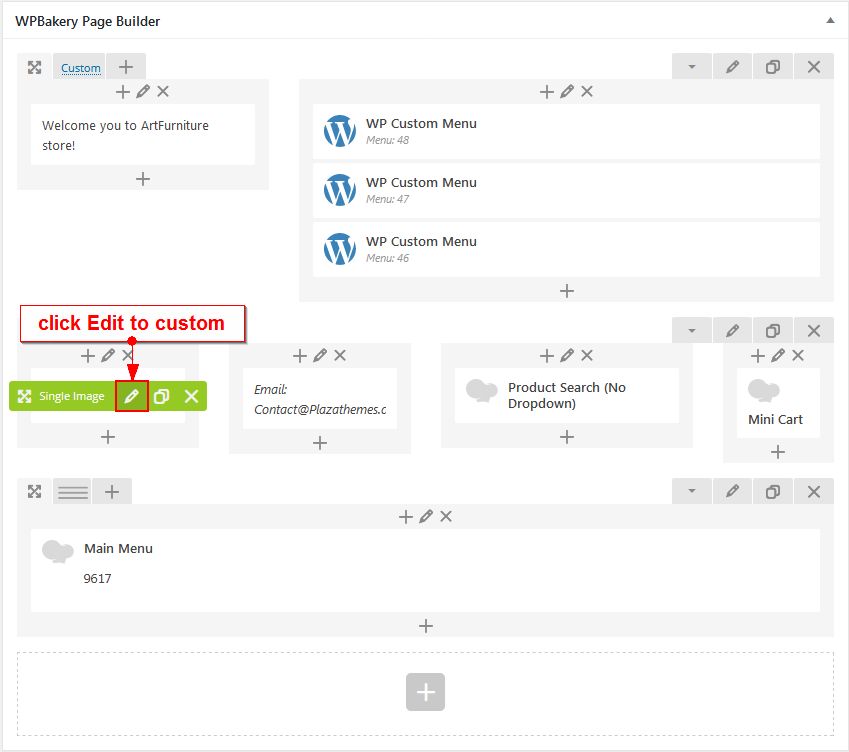 WPBakery Page Builder
Custom
Welcome you to ArtFurniture
store!
WP Custom Menu
Menu: 48
WP Custom Menu
Menu: 47
WP Custom Menu
Menu: 46
click Edit to custom
Single Image
Email:
Contact@Plazathemes.c
Product Search (No
Dropdown)
Mini Cart
Main Menu
9617